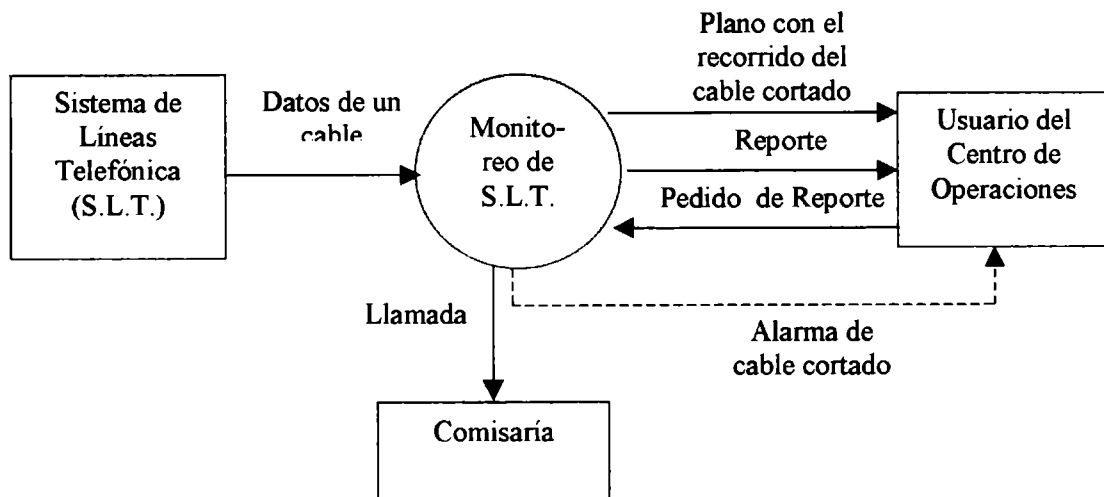 Plano con el
recorrido del
cable cortado
Sistema de
Líneas
Telefónica
(S.L.T.)
Datos de un
cable
Monito-
reo de
S.L.T.
Reporte
Pedido de Reporte
Usuario del
Centro de
Operaciones
Llamada
Alarma de
cable cortado
Comisaría